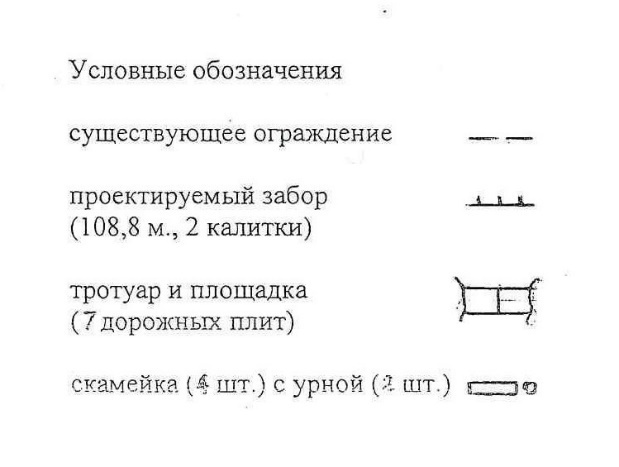 Условные обозначения
существующее ограждение
проектируемый забор
(108,8 м., 2 калитки)
тротуар и площадка
(7 дорожных плит)
скамейка (4 шт.) с урной (шт.)